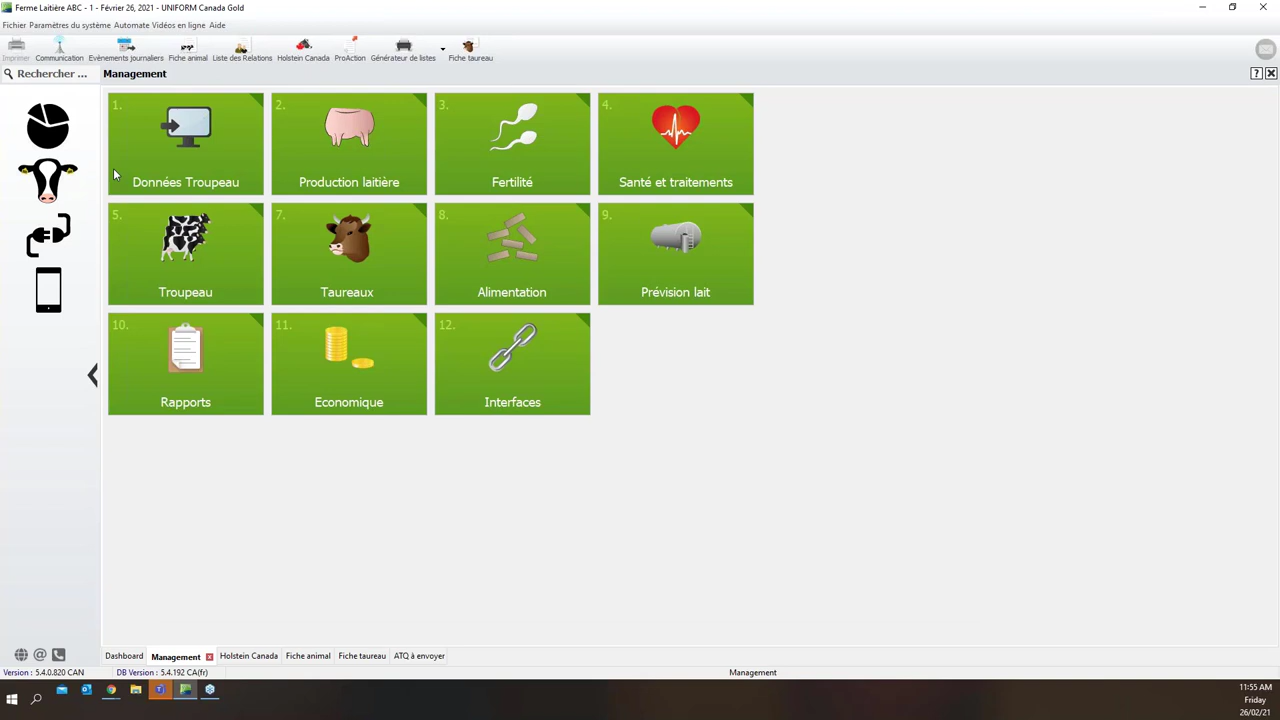 Ferme Laitière ABC - 1 - Février 26, 2021 - UNIFORM Canada Gold
Fichier Paramètres du système Automate Vidéos en ligne Aide
Imprimer Communication Evènements journaliers Fiche animal Liste des Relations Holstein Canada ProAction Générateur de listes Fiche taureau
Rechercher ... Management
1. Données Troupeau
2. Production laitière
3. Fertilité
4. Santé et traitements
5. Troupeau
7. Taureaux
8. Alimentation
9. Prévision lait
10. Rapports
11. Economique
12. Interfaces
Dashboard Management Holstein Canada Fiche animal Fiche taureau ATQ à envoyer
Version : 5.4.0.820 CAN DB Version : 5.4.192 CA(fr) Management
11:55 AM
Friday
26/02/21